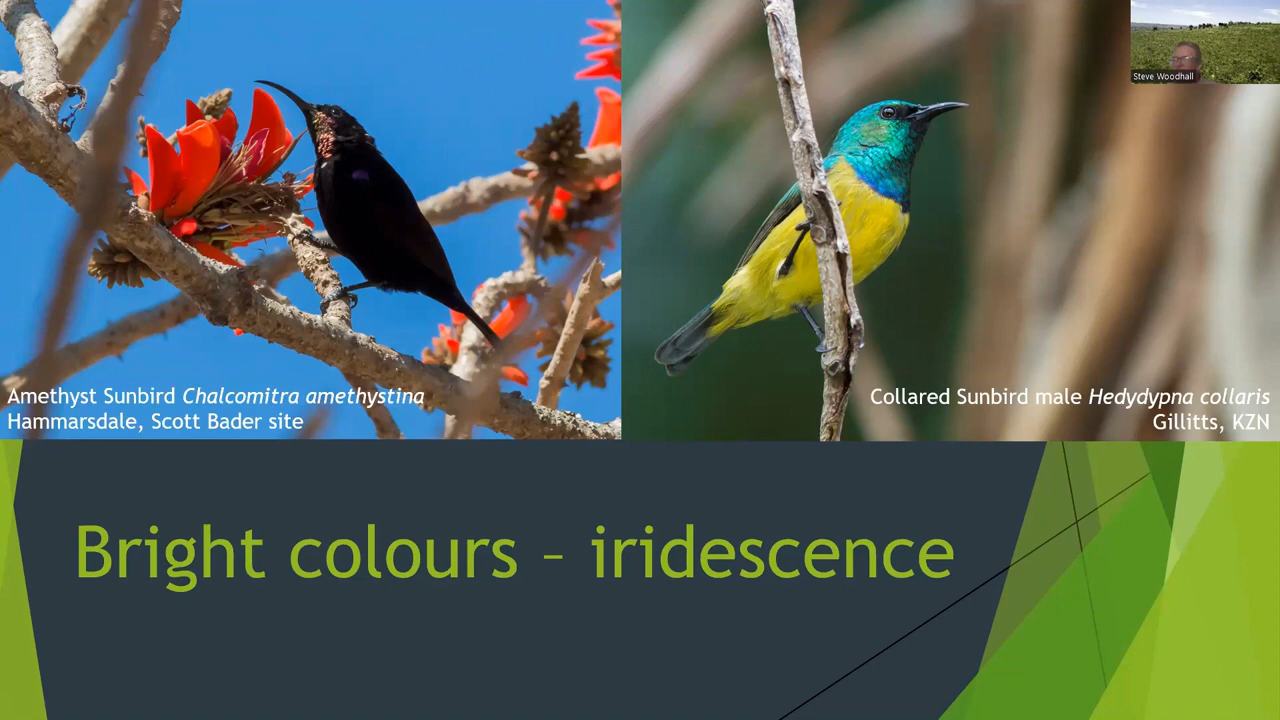 Steve Woodhall
Amethyst Sunbird Chalcomitra amethystina
Hammarsdale, Scott Bader site
Collared Sunbird male Hedydypna collaris
Gillitts, KZN
Bright colours – iridescence